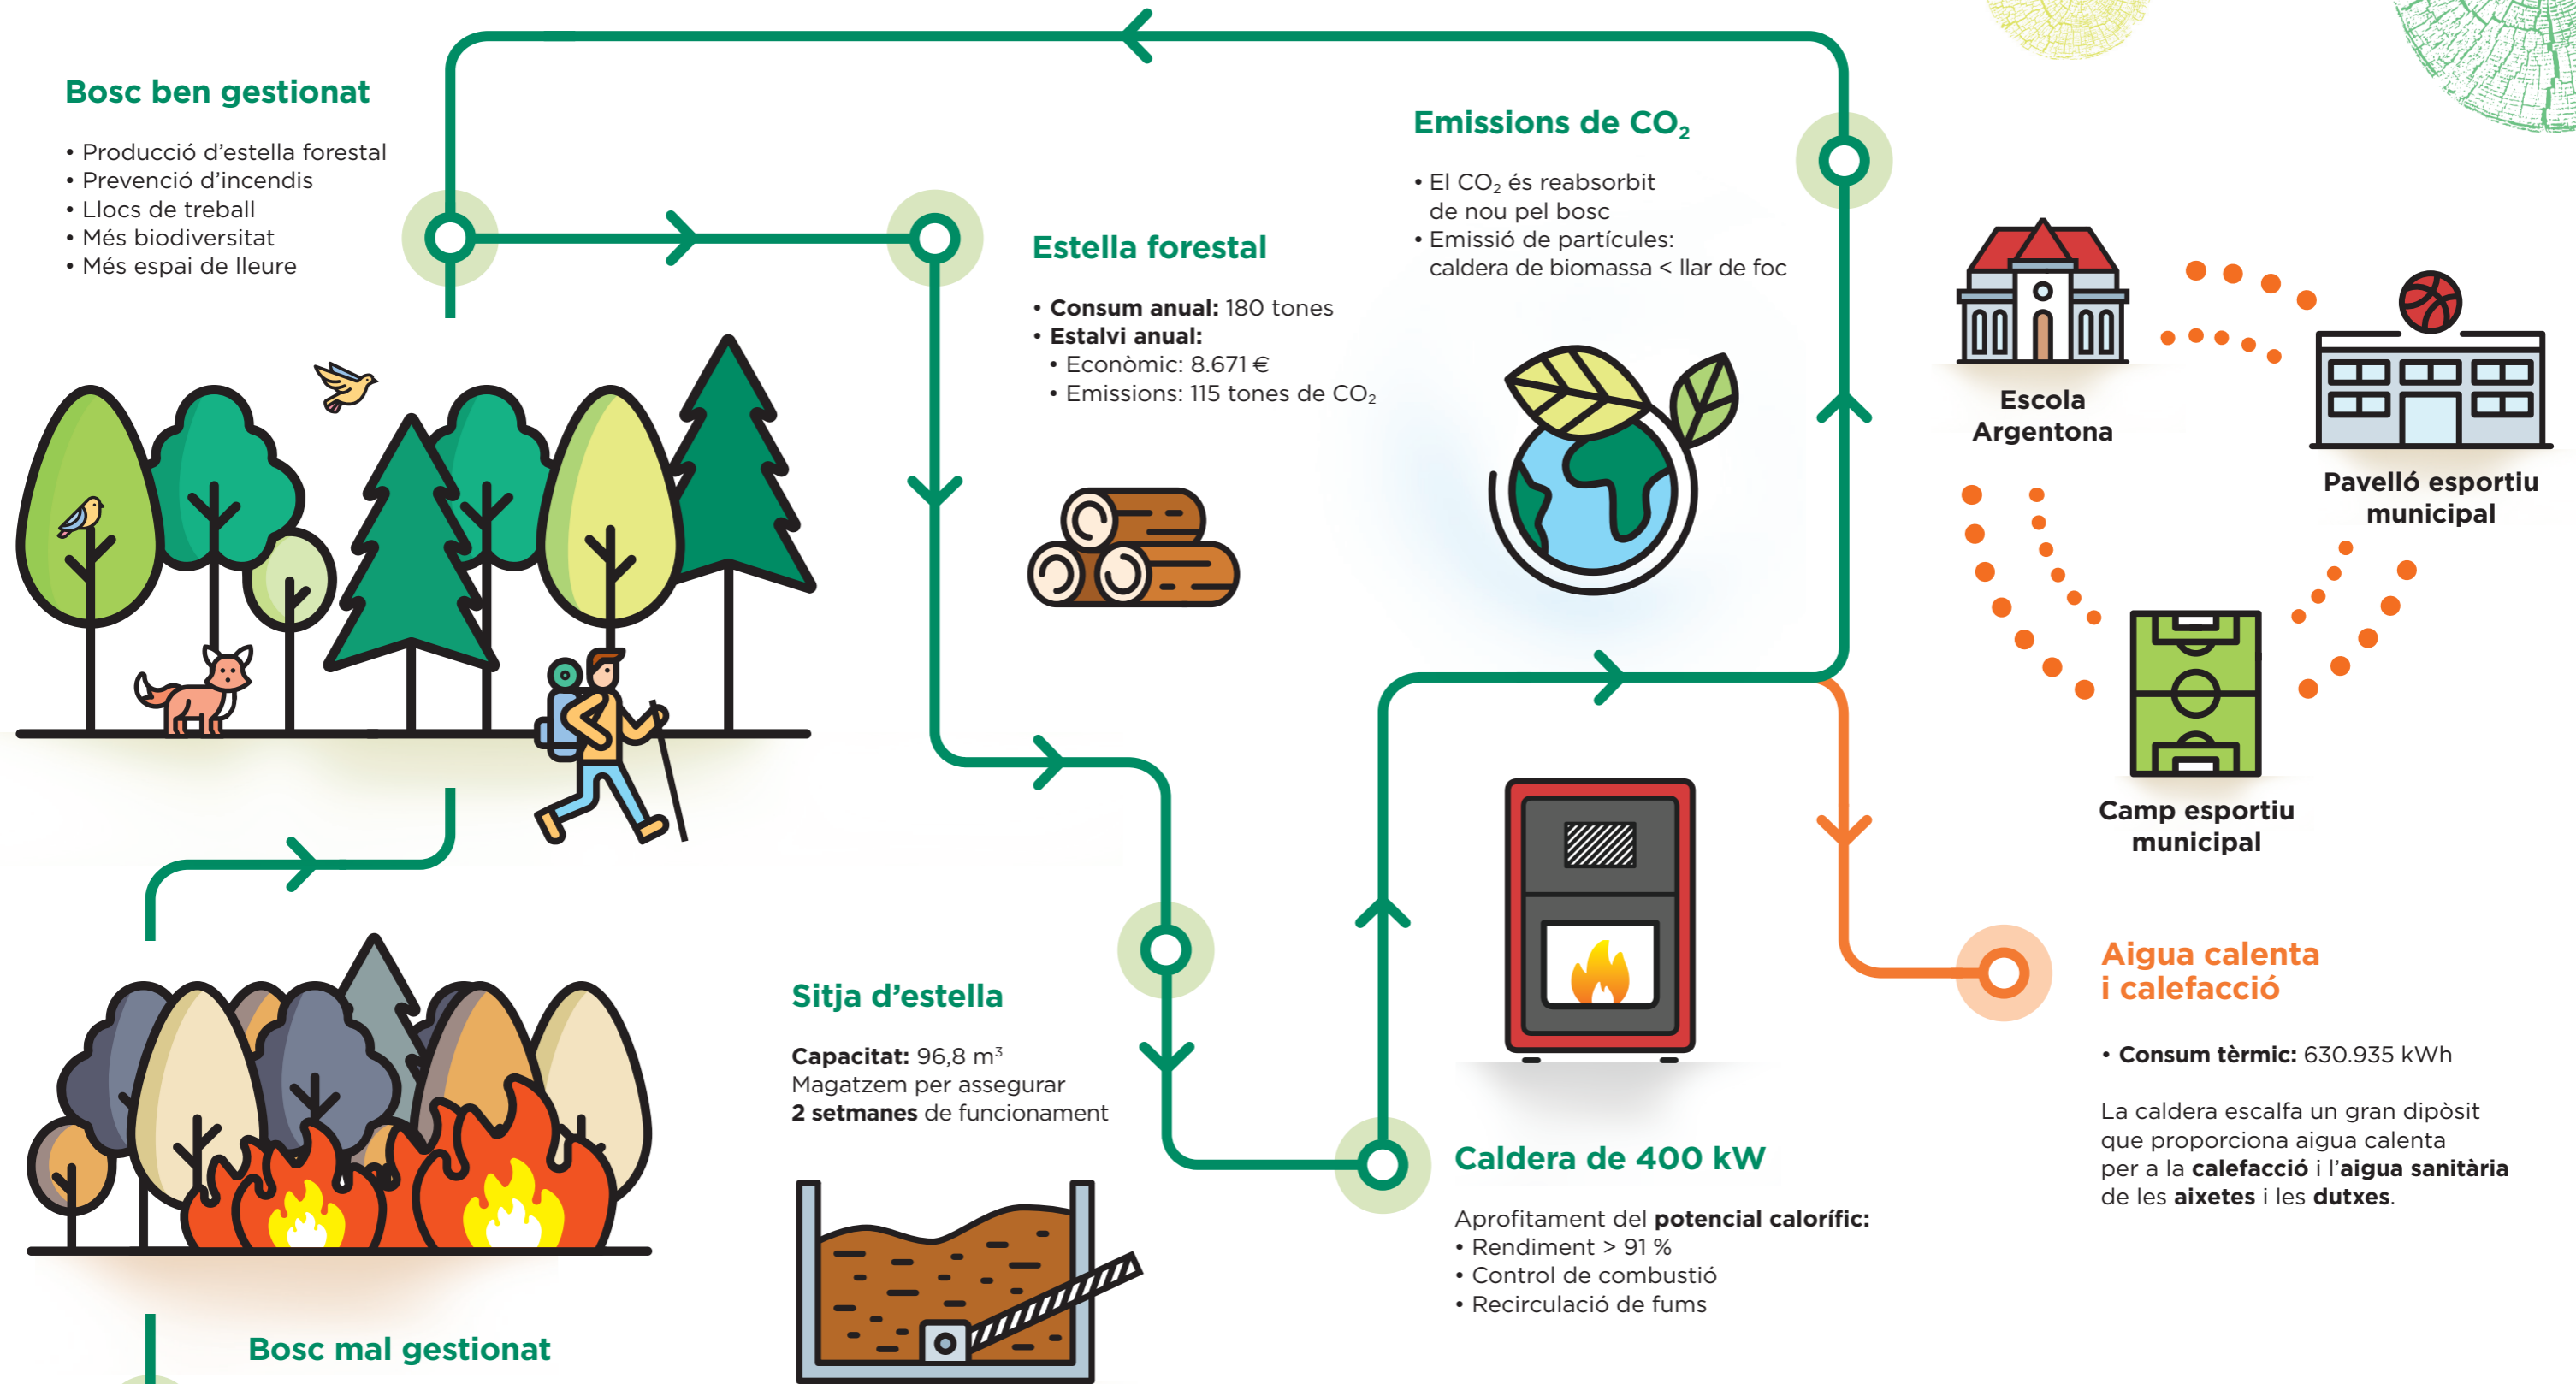 Bosc ben gestionat
• Producció d'estella forestal
• Prevenció d'incendis
• Llocs de treball
• Més biodiversitat
• Més espai de lleure
Estella forestal
• Consum anual: 180 tones
• Estalvi anual:
• Econòmic: 8.671 €
• Emissions: 115 tones de CO₂
Emissions de CO₂
• El CO₂ és reabsorbit
de nou pel bosc
• Emissió de partícules:
caldera de biomassa < llar de foc
Escola
Argentona
Pavelló esportiu
municipal
Camp esportiu
municipal
Sitja d'estella
Capacitat: 96,8 m³
Magatzem per assegurar
2 setmanes de funcionament
Caldera de 400 kW
Aprofitament del potencial calorífic:
• Rendiment > 91 %
• Control de combustió
• Recirculació de fums
Aigua calenta
i calefacció
• Consum tèrmic: 630.935 kWh
La caldera escalfa un gran dipòsit
que proporciona aigua calenta
per a la calefacció i l'aigua sanitària
de les aixetes i les dutxes.
Bosc mal gestionat